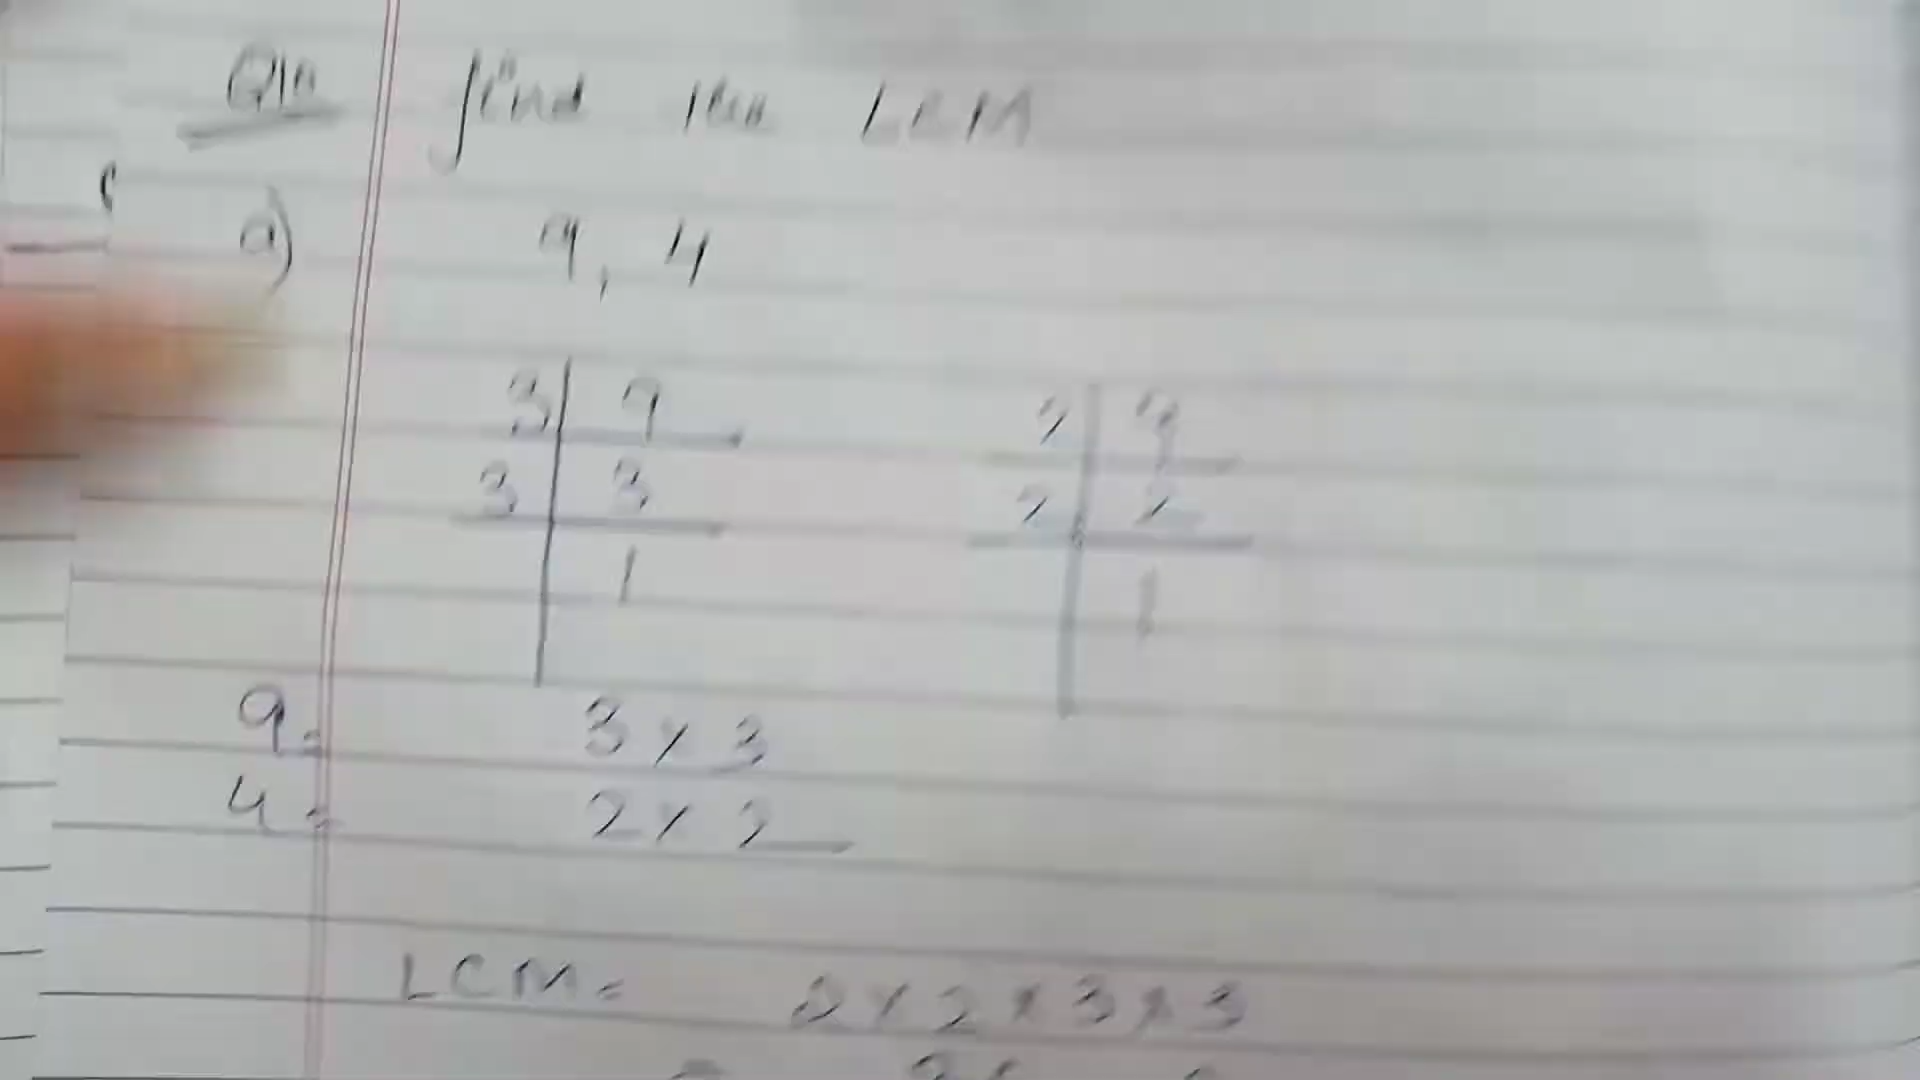 Q10 find the LCM
a) 9, 4
3 9 2 4
3 3 2 2
1 1
9= 3 x 3
4= 2 x 2
LCM= 2 x 2 x 3 x 3